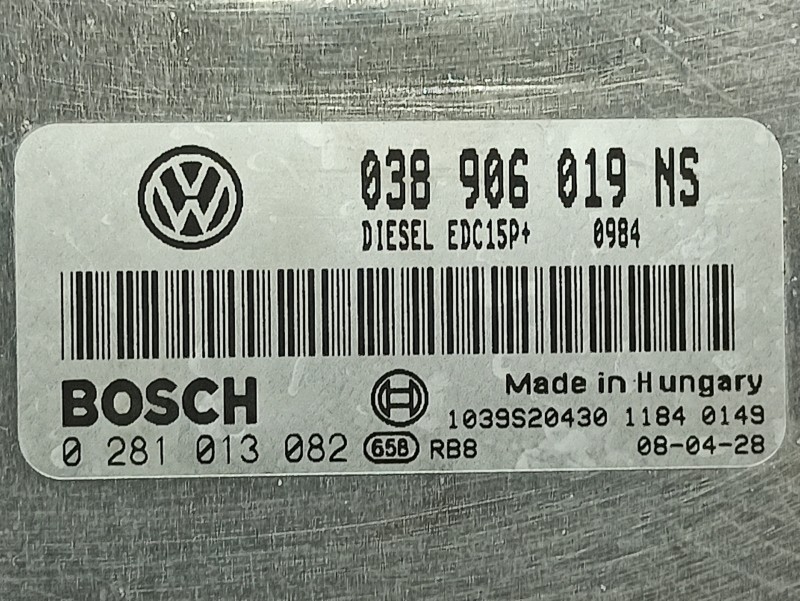 038 906 019 NS
DIESEL EDC15P+ 0984
BOSCH
Made in Hungary
1039S20430 1184 0149
0 281 013 082 658 RB8 08-04-28